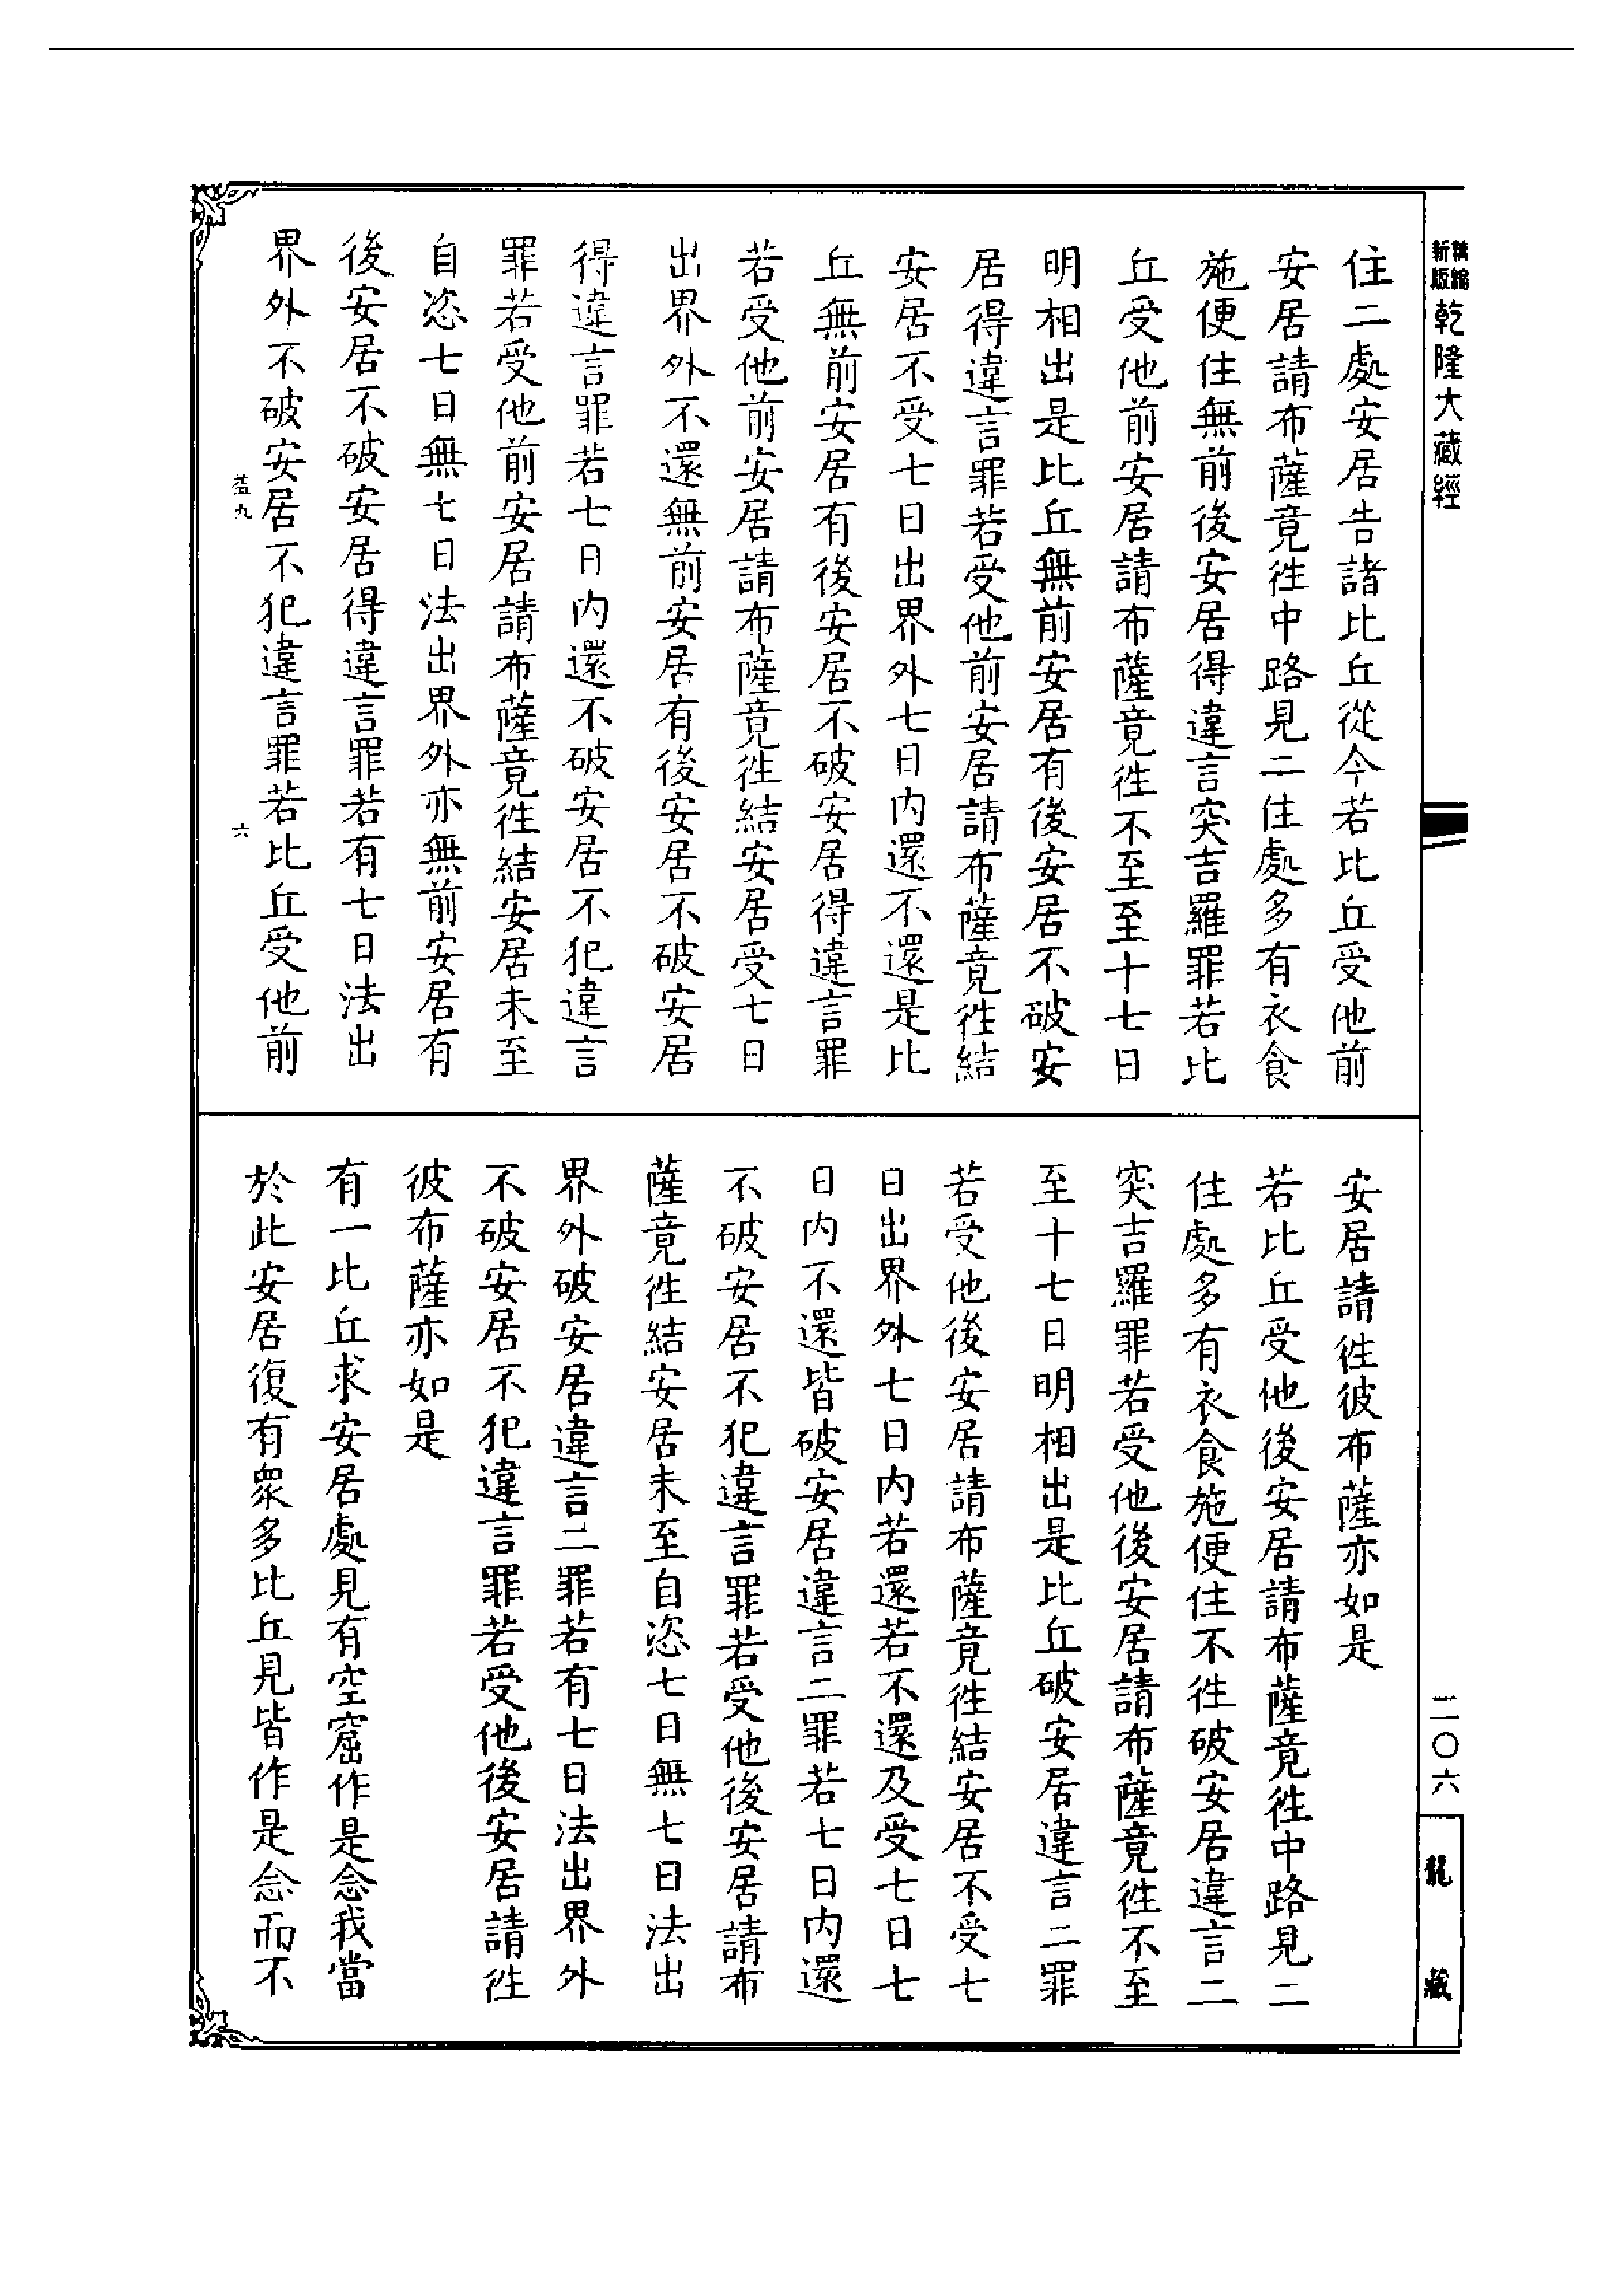 新版 精縮 乾隆大藏經
住二處安居告諸比丘從今若比丘受他前
安居請布薩竟徃中路見二住處多有衣食
施便住無前後安居得違言突吉羅罪若比
丘受他前安居請布薩竟徃不至至十七日
明相出是比丘無前安居有後安居不破安
居得違言罪若受他前安居請布薩竟徃結
安居不受七日出界外七日内還不還是比
丘無前安居有後安居不破安居得違言罪
若受他前安居請布薩竟徃結安居受七日
出界外不還無前安居有後安居不破安居
得違言罪若七日内還不破安居不犯違言
罪若受他前安居請布薩竟徃結安居未至
自恣七日無七日法出界外亦無前安居有
後安居不破安居得違言罪若有七日法出
界外不破安居不犯違言罪若比丘受他前
六
安居請徃彼布薩亦如是
若比丘受他後安居請布薩竟徃中路見二
住處多有衣食施便住不徃破安居違言二
突吉羅罪若受他後安居請布薩竟徃不至
至十七日明相出是比丘破安居違言二罪
若受他後安居請布薩竟徃結安居不受七
日出界外七日内若還若不還及受七日七
日内不還皆破安居違言二罪若七日内還
不破安居不犯違言罪若受他後安居請布
薩竟徃結安居未至自恣七日無七日法出
界外破安居違言二罪若有七日法出界外
不破安居不犯違言罪若受他後安居請徃
彼布薩亦如是
有一比丘求安居處見有空窟作是念我當
於此安居復有衆多比丘見皆作是念而不
二〇六
龍藏